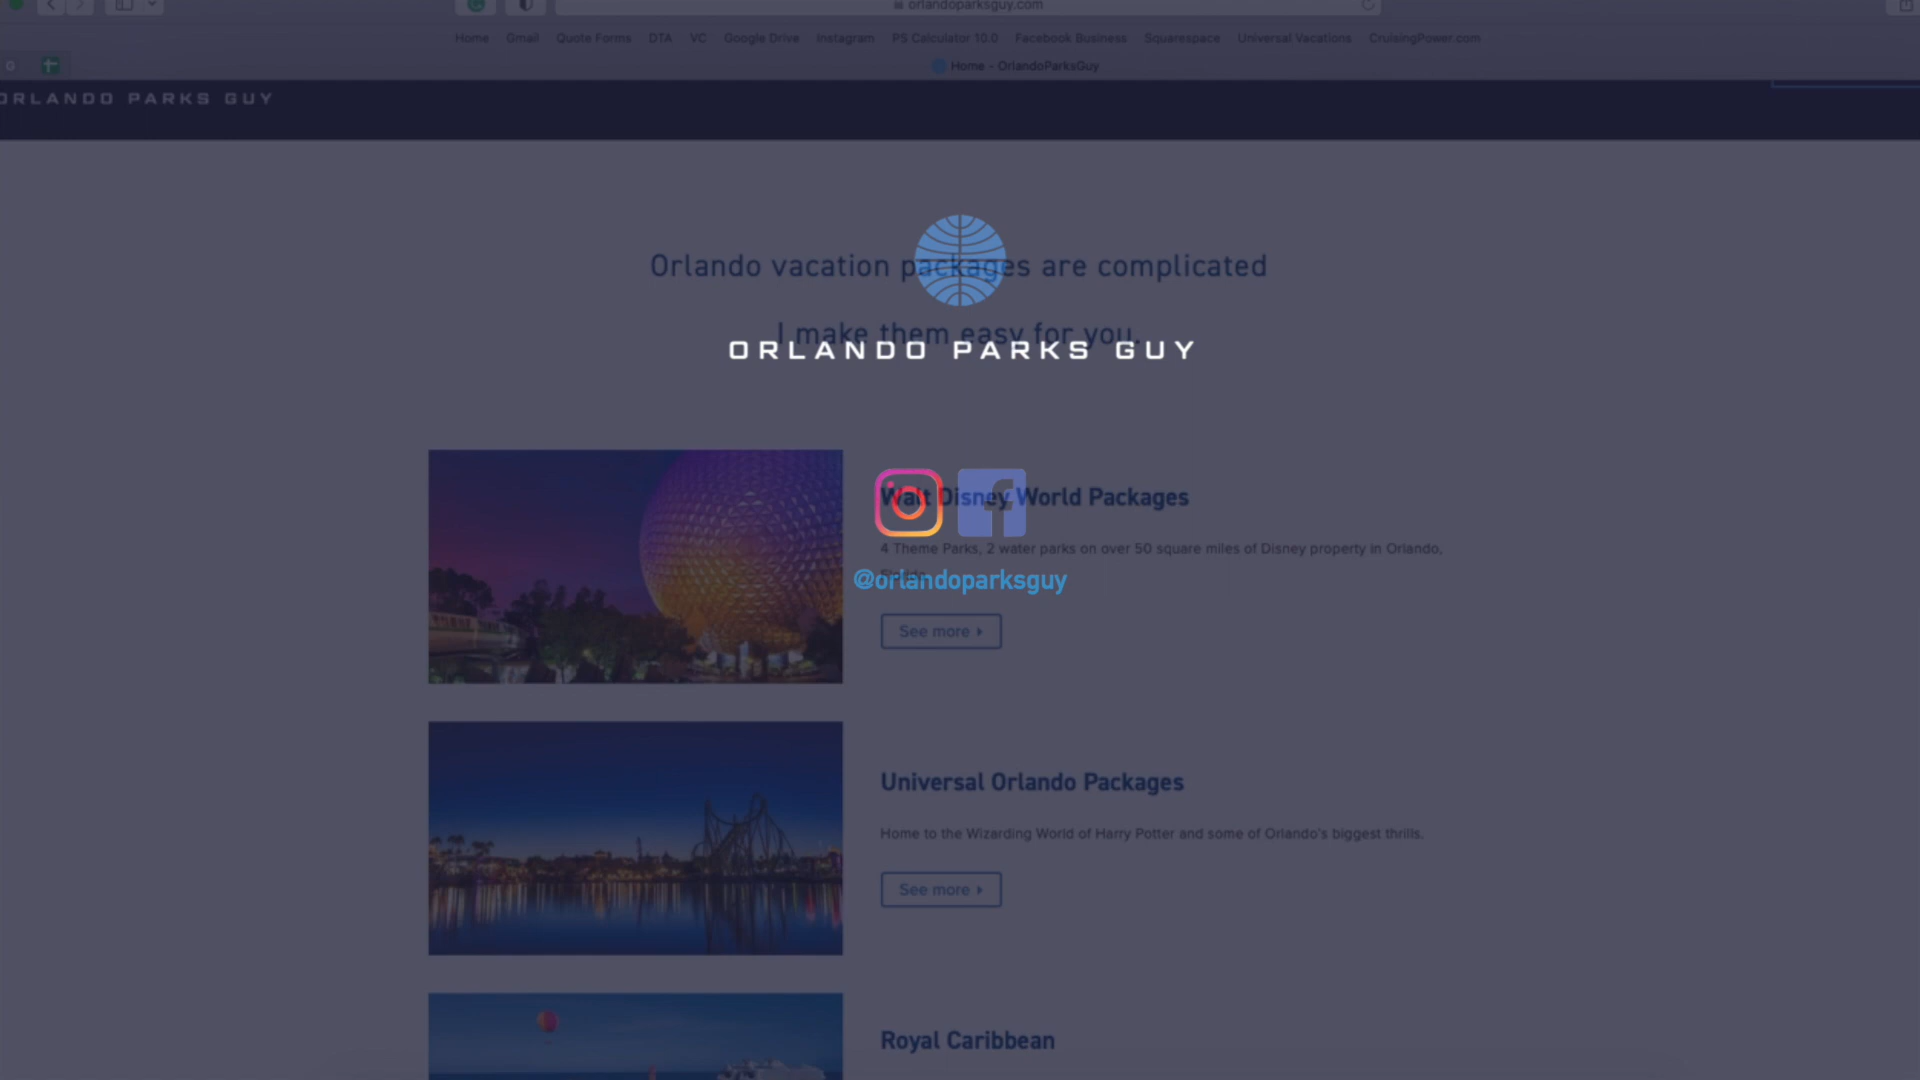 orlandoparksguy.com
Home Gmail Quote Forms DTA VC Google Drive Instagram PS Calculator 10.0 Facebook Business Squarespace Universal Vacations CruisingPower.com
G
Home - OrlandoParksGuy
ORLANDO PARKS GUY
Orlando vacation packages are complicated
I make them easy for you.
ORLANDO PARKS GUY
Walt Disney World Packages
4 Theme Parks, 2 water parks on over 50 square miles of Disney property in Orlando,
Florida.
@orlandoparksguy
See more
Universal Orlando Packages
Home to the Wizarding World of Harry Potter and some of Orlando's biggest thrills.
See more
Royal Caribbean